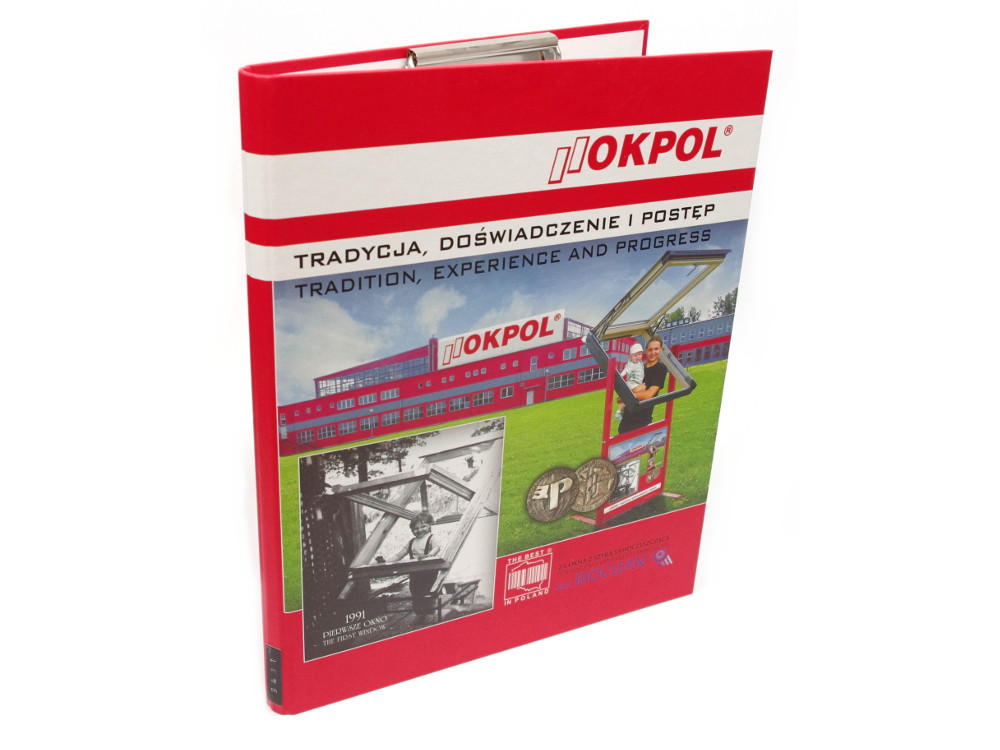 OKPOL®
TRADYCJA, DOŚWIADCZENIE I POSTĘP
TRADITION, EXPERIENCE AND PROGRESS
OKPOL®
1991
PIERWSZE OKNO
THE FIRST WINDOW
THE BEST
IN POLAND